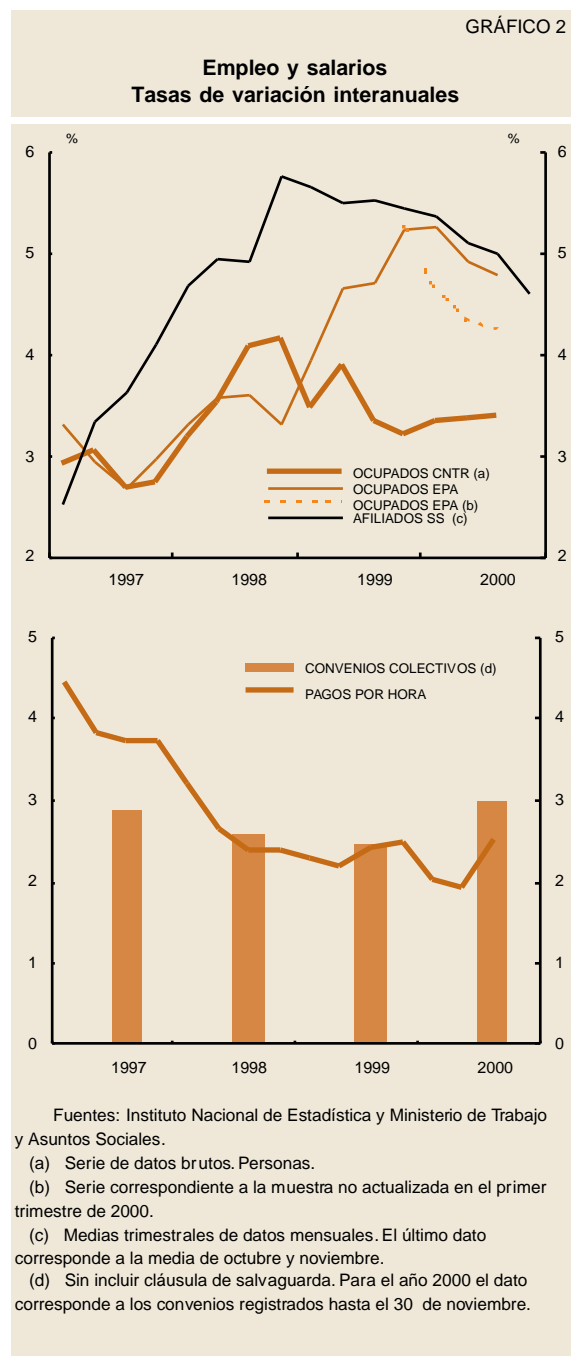 GRÁFICO 2
Empleo y salarios
Tasas de variación interanuales
% %
6 6
5 5
4 4
3 3
2 2
OCUPADOS CNTR (a)
OCUPADOS EPA
OCUPADOS EPA (b)
AFILIADOS SS (c)
1997 1998 1999 2000
5 5
4 4
3 3
2 2
1 1
0 0
CONVENIOS COLECTIVOS (d)
PAGOS POR HORA
1997 1998 1999 2000
Fuentes: Instituto Nacional de Estadística y Ministerio de Trabajo
y Asuntos Sociales.
(a) Serie de datos brutos. Personas.
(b) Serie correspondiente a la muestra no actualizada en el primer
trimestre de 2000.
(c) Medias trimestrales de datos mensuales. El último dato
corresponde a la media de octubre y noviembre.
(d) Sin incluir cláusula de salvaguarda. Para el año 2000 el dato
corresponde a los convenios registrados hasta el 30 de noviembre.